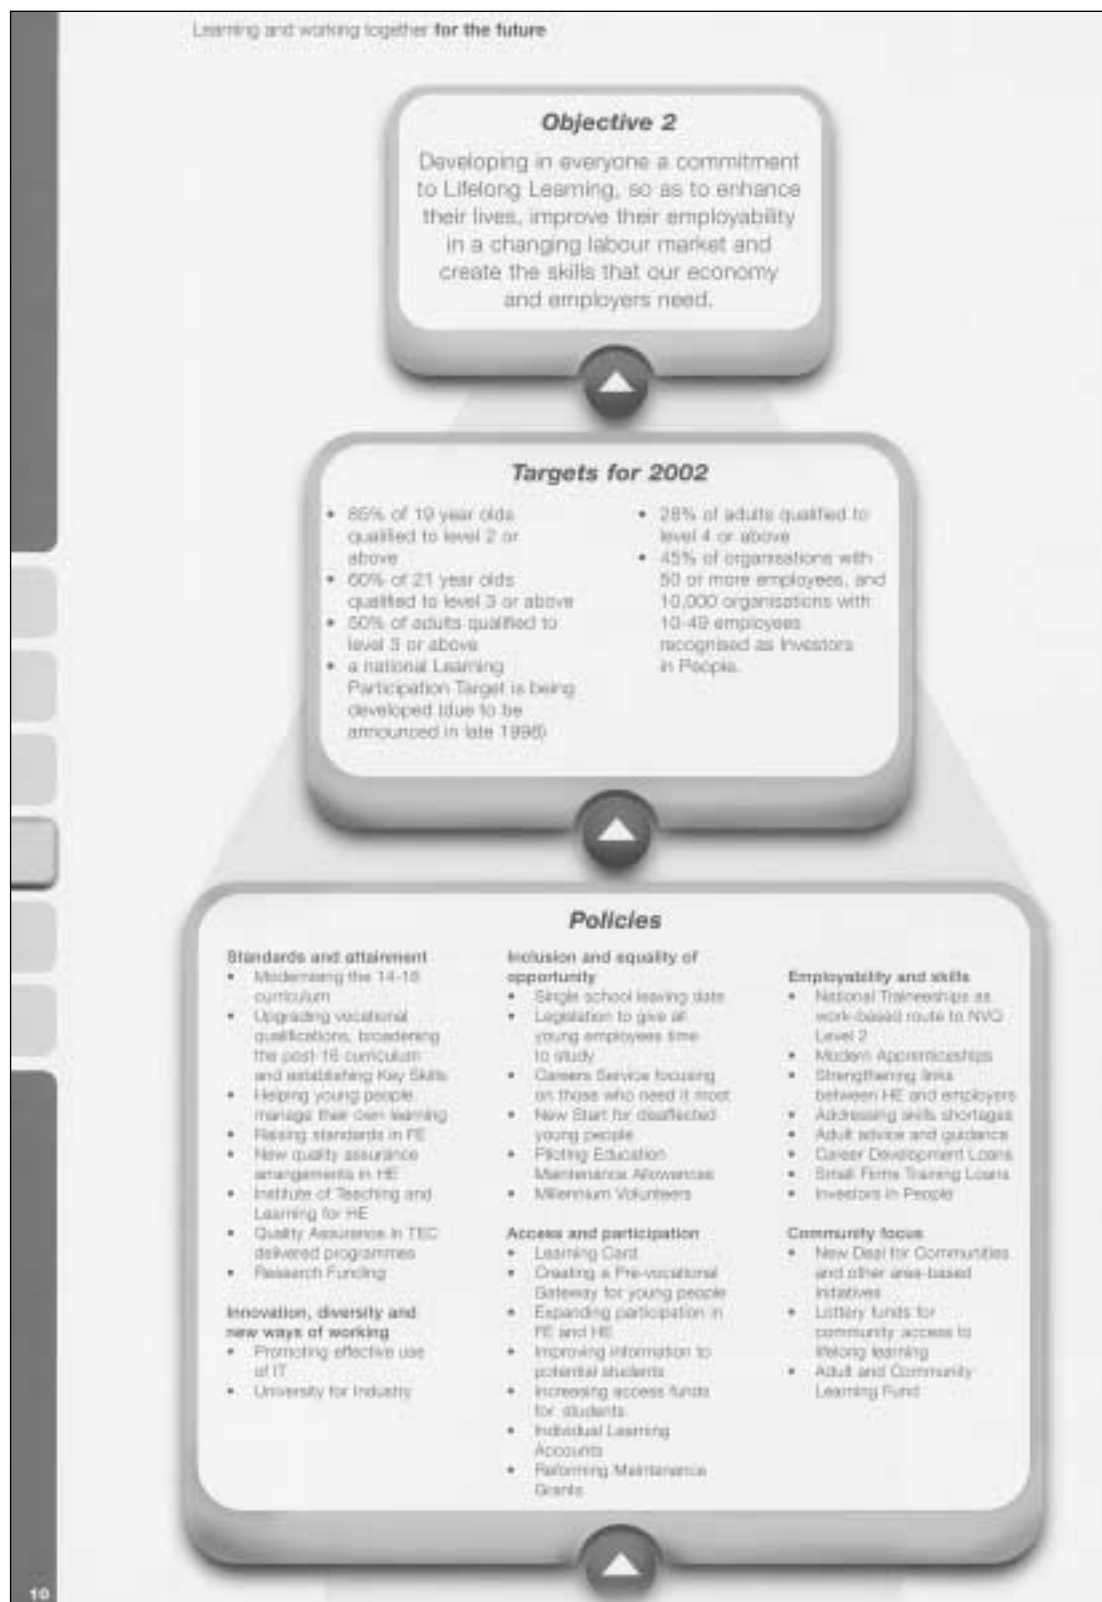 Learning and working together for the future
Objective 2
Developing in everyone a commitment
to Lifelong Learning, so as to enhance
their lives, improve their employability
in a changing labour market and
create the skills that our economy
and employers need.
Targets for 2002
• 85% of 19 year olds
qualified to level 2 or
above
• 60% of 21 year olds
qualified to level 3 or above
• 50% of adults qualified to
level 3 or above
• a national Learning
Participation Target is being
developed (due to be
announced in late 1998)
• 28% of adults qualified to
level 4 or above
• 45% of organisations with
50 or more employees, and
10,000 organisations with
10-49 employees
recognised as Investors
in People.
Policies
Standards and attainment
• Modernising the 14-16
curriculum
• Upgrading vocational
qualifications, broadening
the post-16 curriculum
and establishing Key Skills
• Helping young people
manage their own learning
• Raising standards in FE
• New quality assurance
arrangements in HE
• Institute of Teaching and
Learning for HE
• Quality Assurance in TEC
delivered programmes
• Research Funding
Innovation, diversity and
new ways of working
• Promoting effective use
of IT
• University for Industry
Inclusion and equality of
opportunity
• Single school leaving date
• Legislation to give all
young employees time
to study
• Careers Service focusing
on those who need it most
• New Start for disaffected
young people
• Piloting Education
Maintenance Allowances
• Millennium Volunteers
Access and participation
• Learning Card
• Creating a Pre-vocational
Gateway for young people
• Expanding participation in
FE and HE
• Improving information to
potential students
• Increasing access funds
for students
• Individual Learning
Accounts
• Reforming Maintenance
Grants
Employability and skills
• National Traineeships as
work-based route to NVQ
Level 2
• Modern Apprenticeships
• Strengthening links
between HE and employers
• Addressing skills shortages
• Adult advice and guidance
• Career Development Loans
• Small Firms Training Loans
• Investors in People
Community focus
• New Deal for Communities
and other area-based
initiatives
• Lottery funds for
community access to
lifelong learning
• Adult and Community
Learning Fund
10